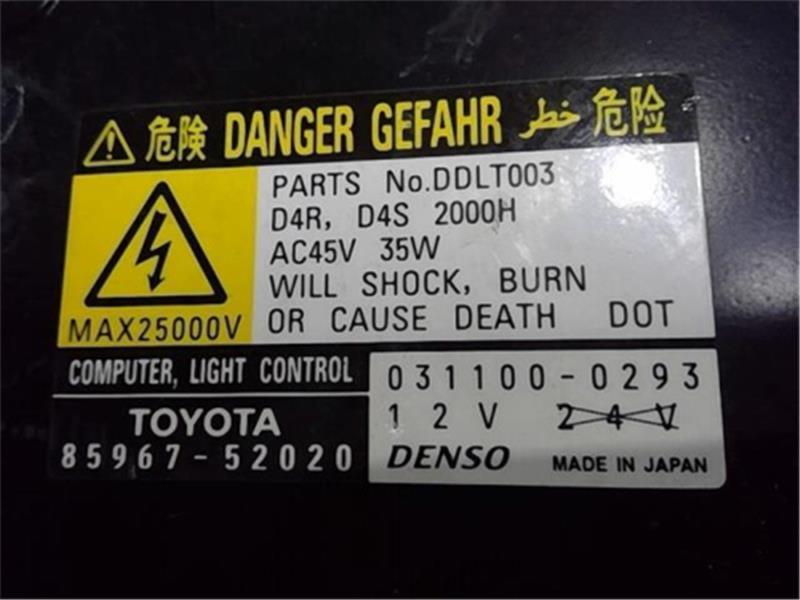 危険 DANGER GEFAHR خطر 危险
PARTS No.DDLT003
D4R, D4S 2000H
AC45V 35W
WILL SHOCK, BURN
OR CAUSE DEATH DOT
MAX25000V
COMPUTER, LIGHT CONTROL
TOYOTA
85967-52020
031100-0293
12V 24V
DENSO MADE IN JAPAN